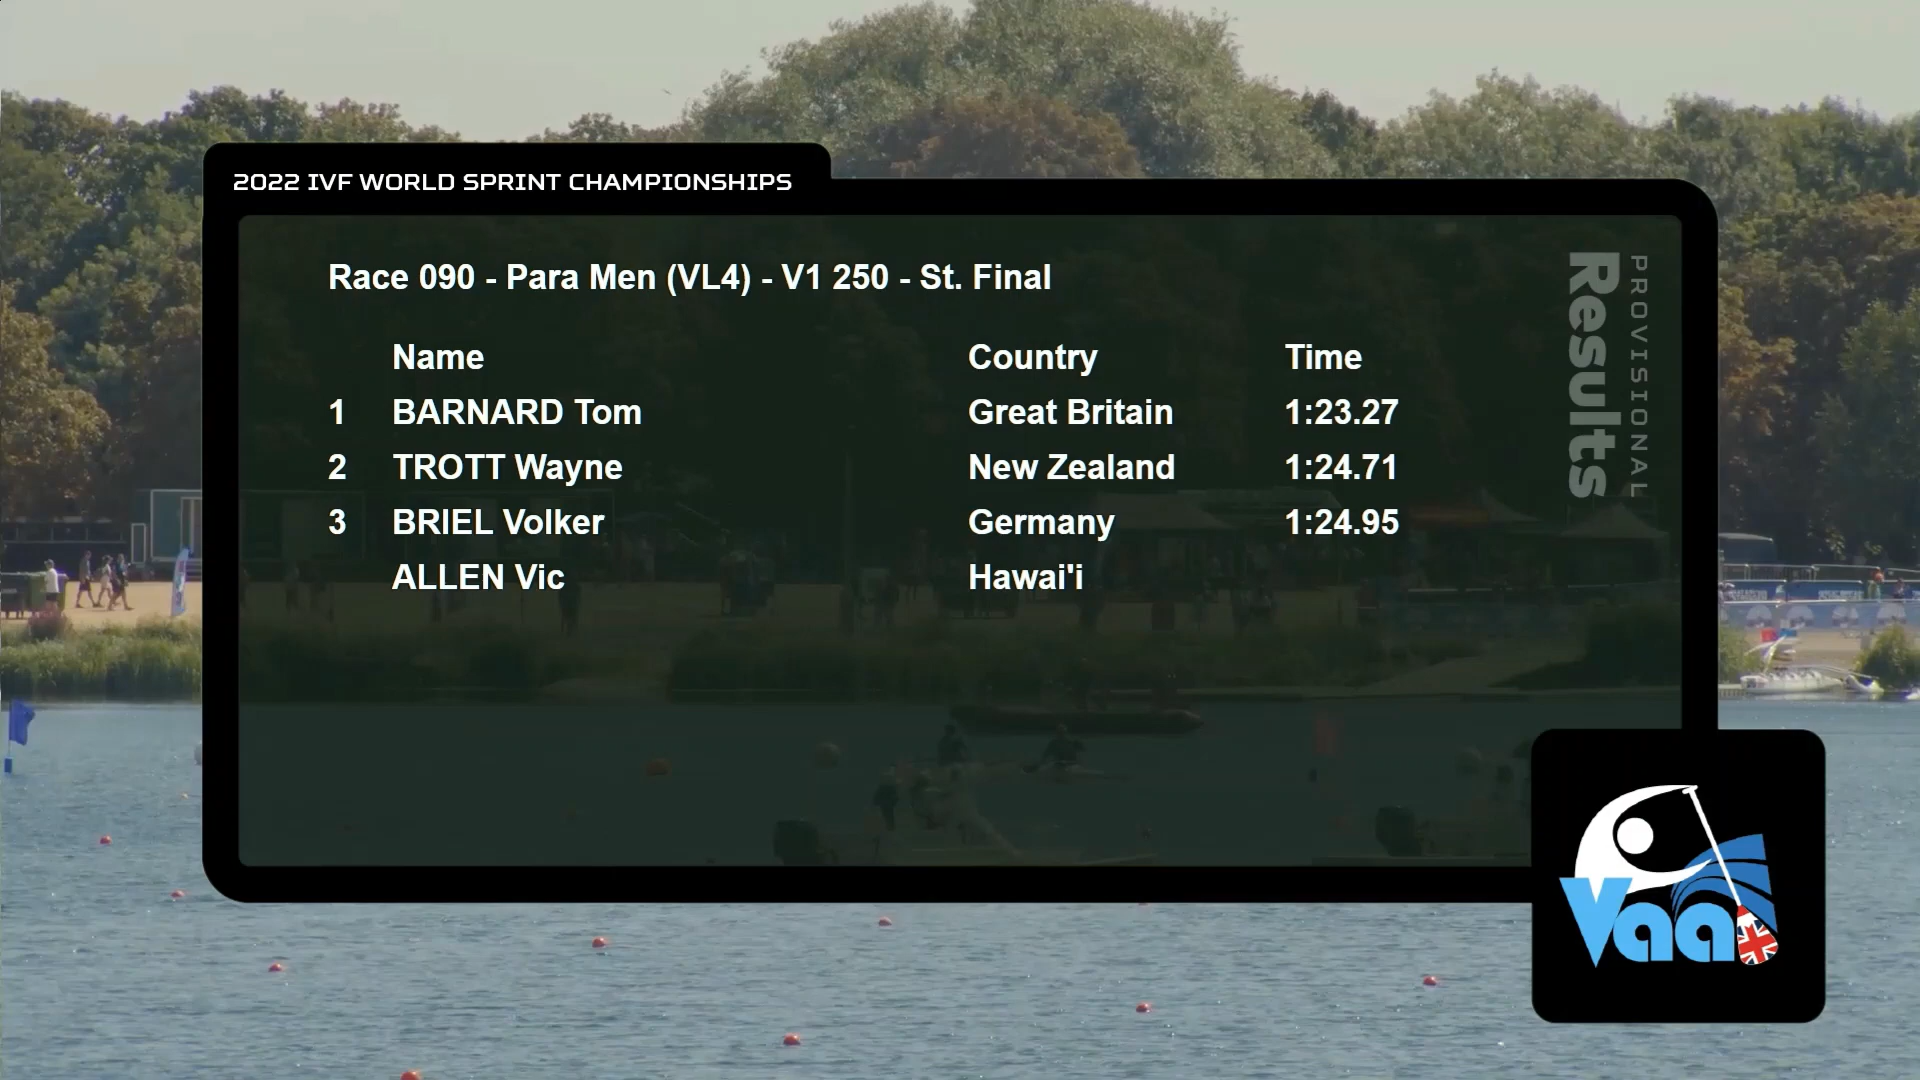 2022 IVF WORLD SPRINT CHAMPIONSHIPS
Race 090 - Para Men (VL4) - V1 250 - St. Final
Name Country Time
1 BARNARD Tom Great Britain 1:23.27
2 TROTT Wayne New Zealand 1:24.71
3 BRIEL Volker Germany 1:24.95
ALLEN Vic Hawai'i
PROVISIONAL
Results
Vaa